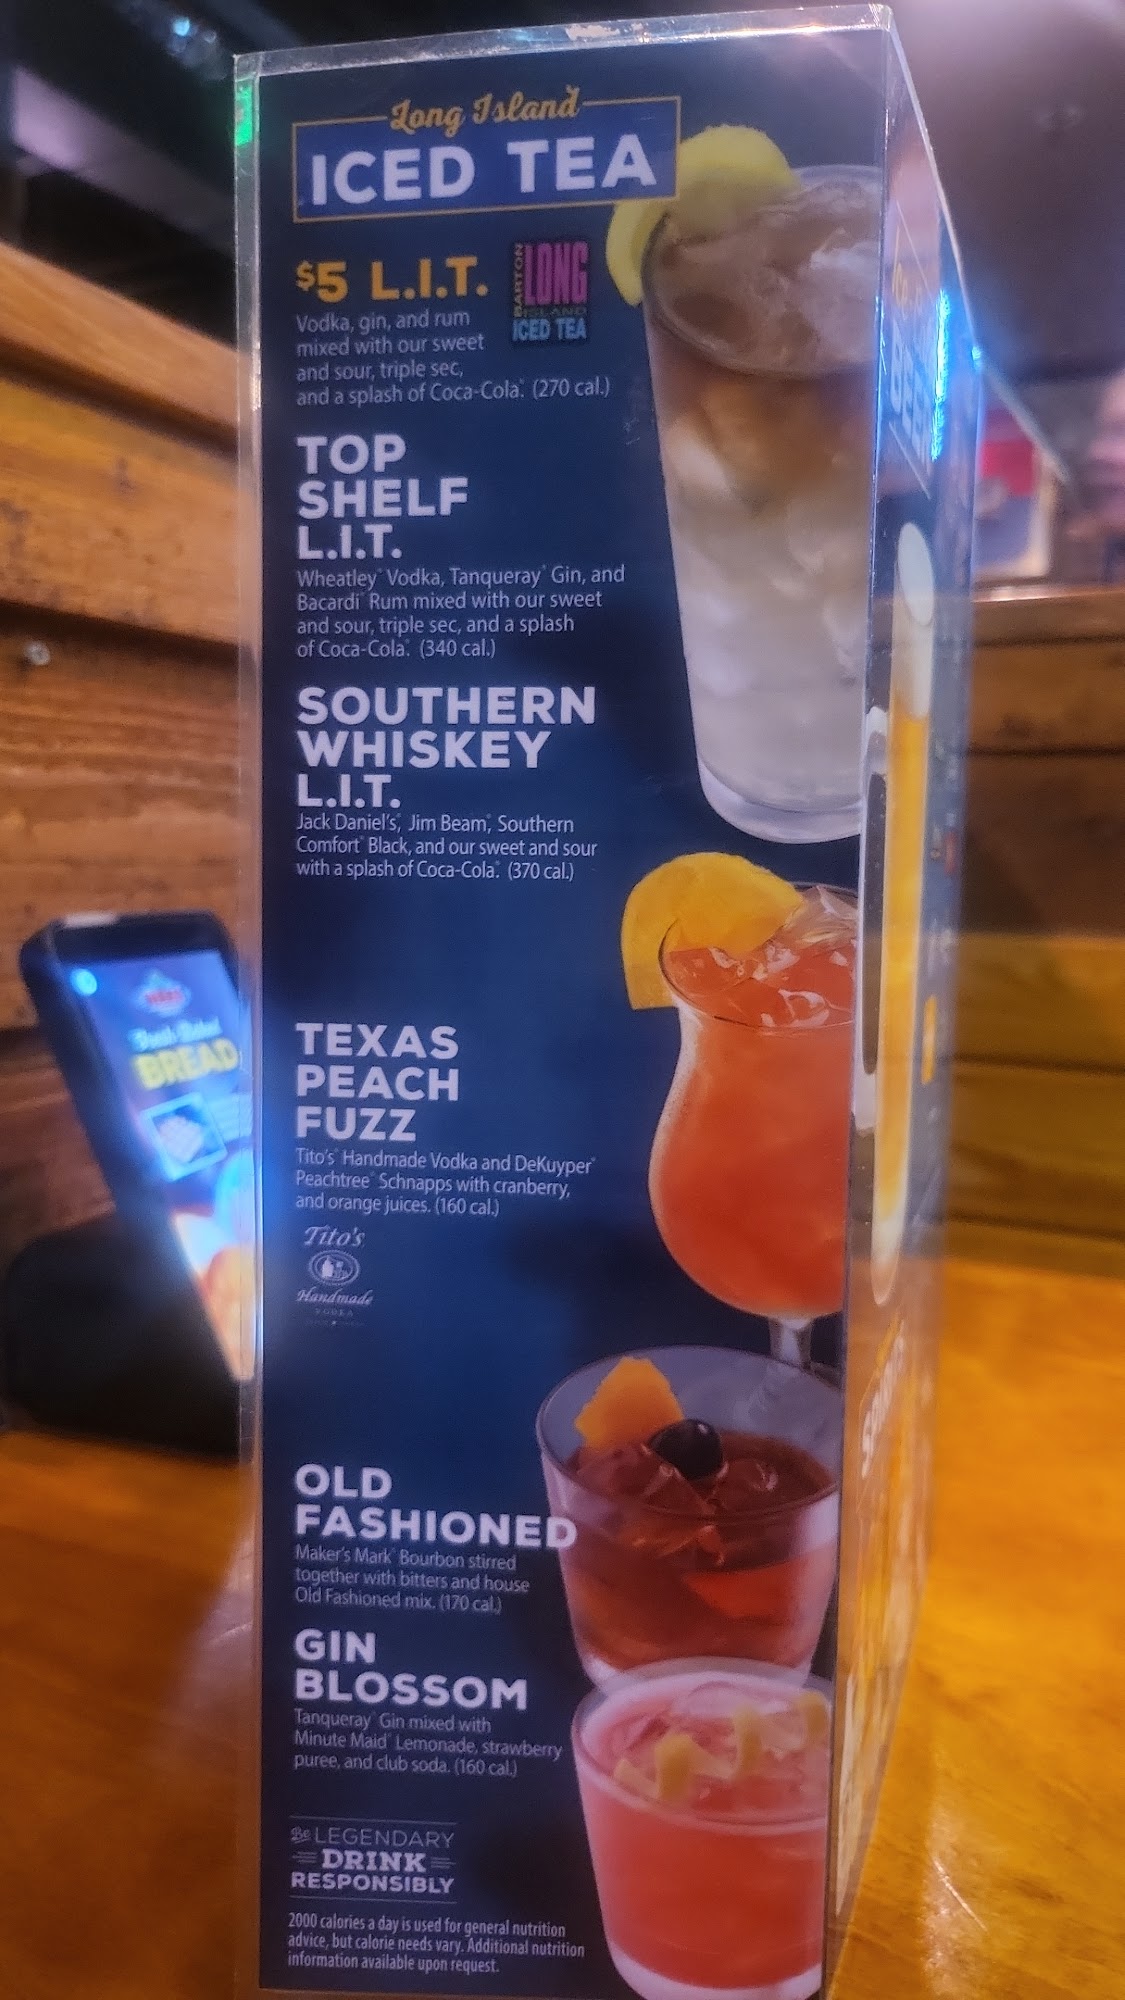 Long Island
ICED TEA
$5 L.I.T.
BARTON
LONG
ISLAND
ICED TEA
Vodka, gin, and rum
mixed with our sweet
and sour, triple sec,
and a splash of Coca-Cola®. (270 cal.)
TOP
SHELF
L.I.T.
Wheatley® Vodka, Tanqueray® Gin, and
Bacardi® Rum mixed with our sweet
and sour, triple sec, and a splash
of Coca-Cola®. (340 cal.)
SOUTHERN
WHISKEY
L.I.T.
Jack Daniel's®, Jim Beam®, Southern
Comfort® Black, and our sweet and sour
with a splash of Coca-Cola®. (370 cal.)
TEXAS
PEACH
FUZZ
Tito's® Handmade Vodka and DeKuyper®
Peachtree® Schnapps with cranberry,
and orange juices. (160 cal.)
Tito's
Handmade
VODKA
OLD
FASHIONED
Maker's Mark® Bourbon stirred
together with bitters and house
Old Fashioned mix. (170 cal.)
GIN
BLOSSOM
Tanqueray® Gin mixed with
Minute Maid® Lemonade, strawberry
puree, and club soda. (160 cal.)
Be LEGENDARY
DRINK
RESPONSIBLY
2000 calories a day is used for general nutrition
advice, but calorie needs vary. Additional nutrition
information available upon request.
BEER
Fresh Baked
BREAD